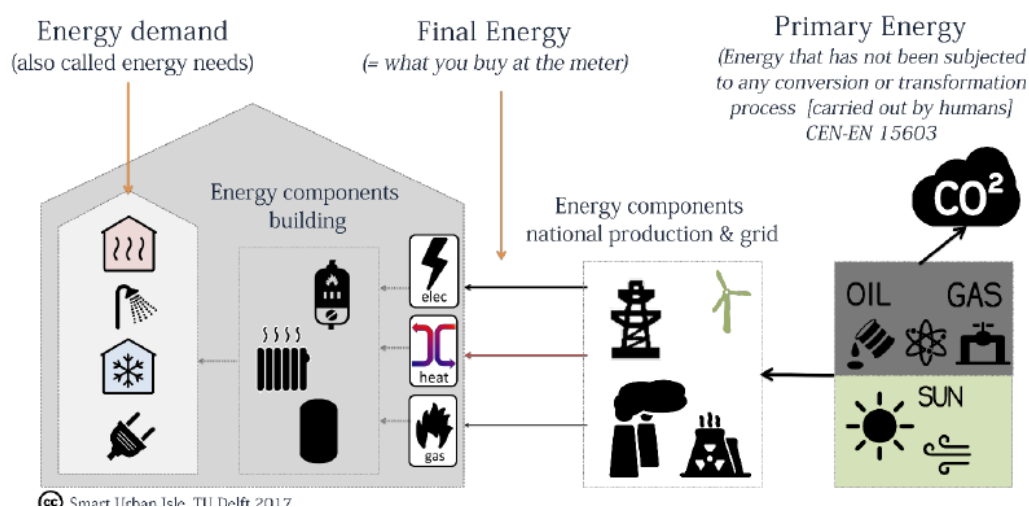 Energy demand
(also called energy needs)
Final Energy
(= what you buy at the meter)
Primary Energy
(Energy that has not been subjected
to any conversion or transformation
process [carried out by humans]
CEN-EN 15603
CO²
Energy components
building
Energy components
national production & grid
elec
heat
gas
OIL
GAS
SUN
cc Smart Urban Isle, TU Delft 2017